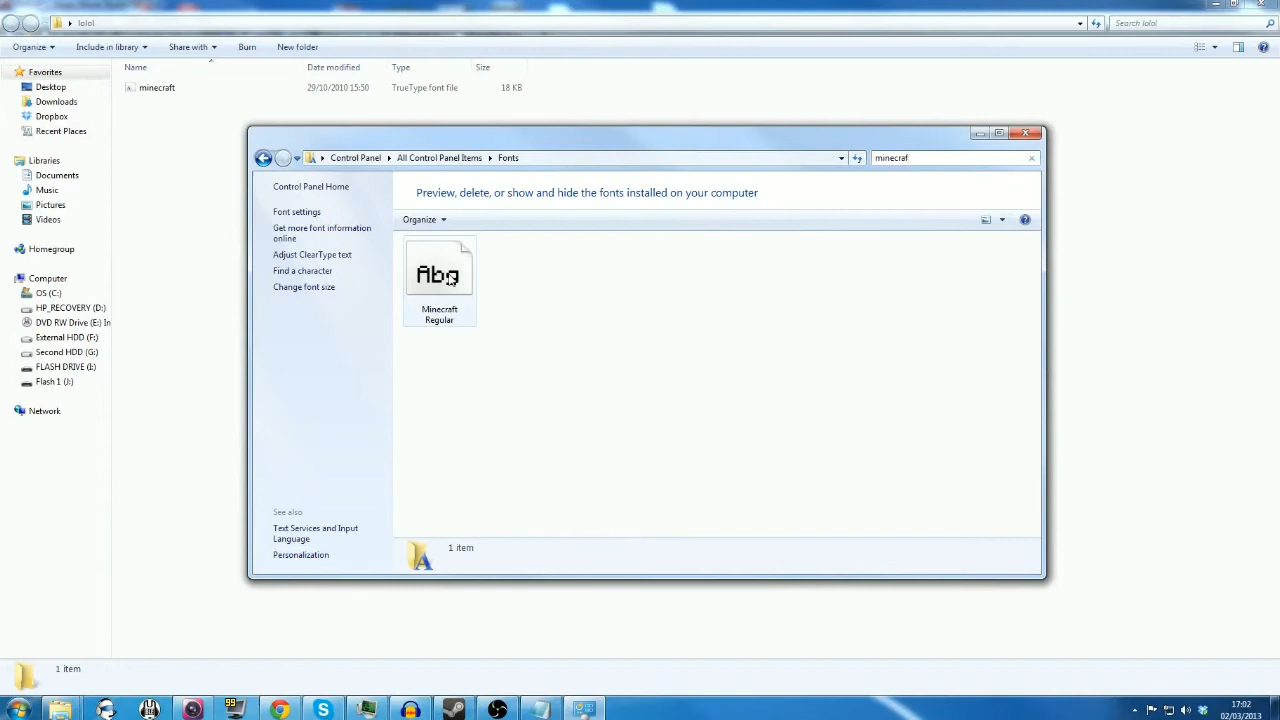 lolol
Search lolol
Organize Include in library Share with Burn New folder
Name Date modified Type Size
minecraft 29/10/2010 15:50 TrueType font file 18 KB
Favorites
Desktop
Downloads
Dropbox
Recent Places
Libraries
Documents
Music
Pictures
Videos
Homegroup
Computer
OS (C:)
HP_RECOVERY (D:)
DVD RW Drive (E:) In
External HDD (F:)
Second HDD (G:)
FLASH DRIVE (I:)
Flash 1 (J:)
Network
Control Panel All Control Panel Items Fonts
minecraf
Control Panel Home
Font settings
Get more font information
online
Adjust ClearType text
Find a character
Change font size
See also
Text Services and Input
Language
Personalization
Preview, delete, or show and hide the fonts installed on your computer
Organize
Abg
Minecraft
Regular
1 item
1 item
99
17:02
02/03/2013